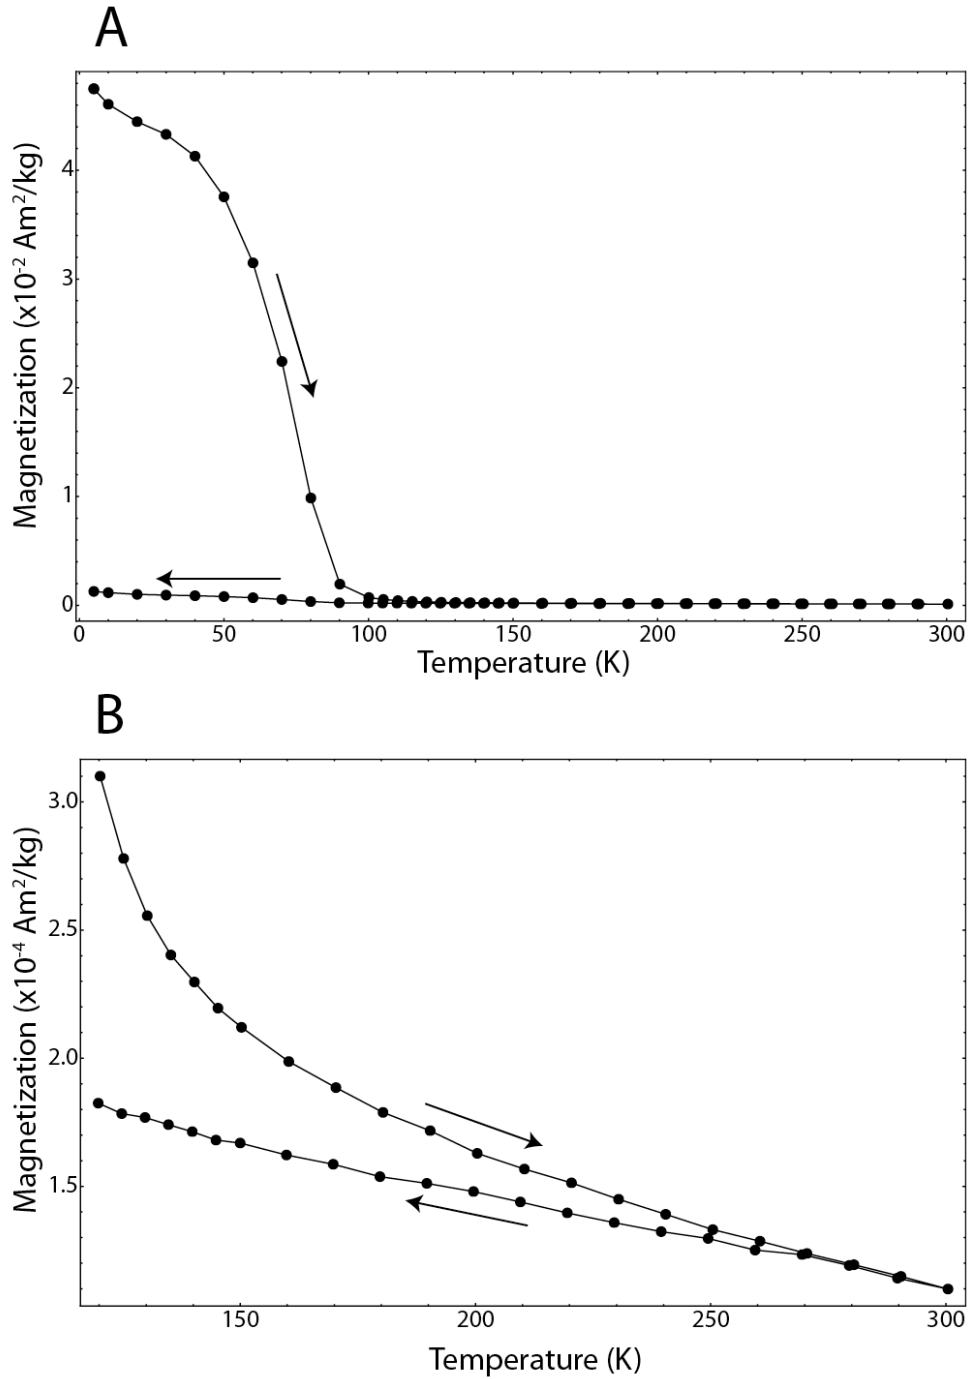 A
Magnetization (x10⁻² Am²/kg)
4
3
2
1
0
0 50 100 150 200 250 300
Temperature (K)
B
Magnetization (x10⁻⁴ Am²/kg)
3.0
2.5
2.0
1.5
150 200 250 300
Temperature (K)